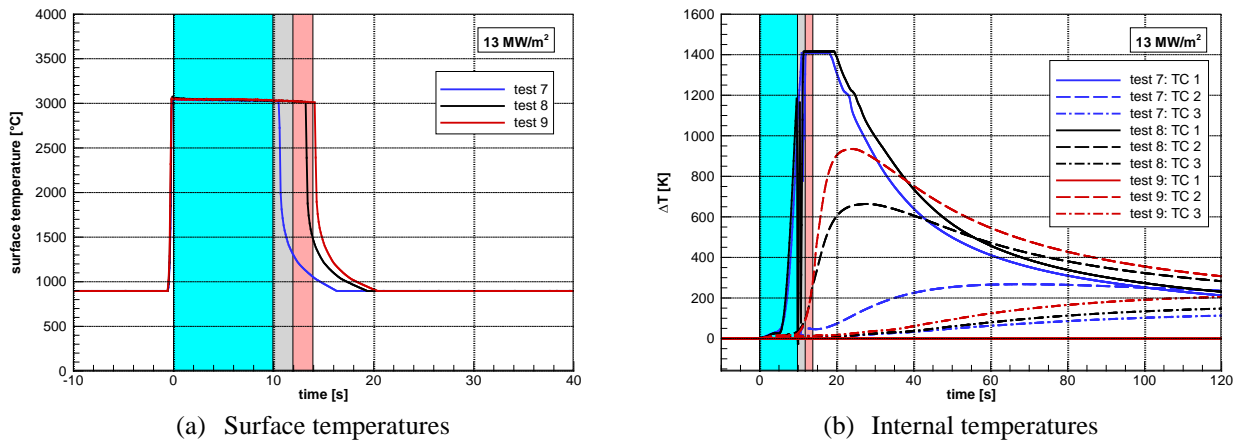 4000
3500
3000
2500
2000
1500
1000
500
0
surface temperature [°C]
-10
0
10
20
30
40
time [s]
13 MW/m²
test 7
test 8
test 9
(a) Surface temperatures
1600
1400
1200
1000
800
600
400
200
0
ΔT [K]
0
20
40
60
80
100
120
time [s]
13 MW/m²
test 7: TC 1
test 7: TC 2
test 7: TC 3
test 8: TC 1
test 8: TC 2
test 8: TC 3
test 9: TC 1
test 9: TC 2
test 9: TC 3
(b) Internal temperatures